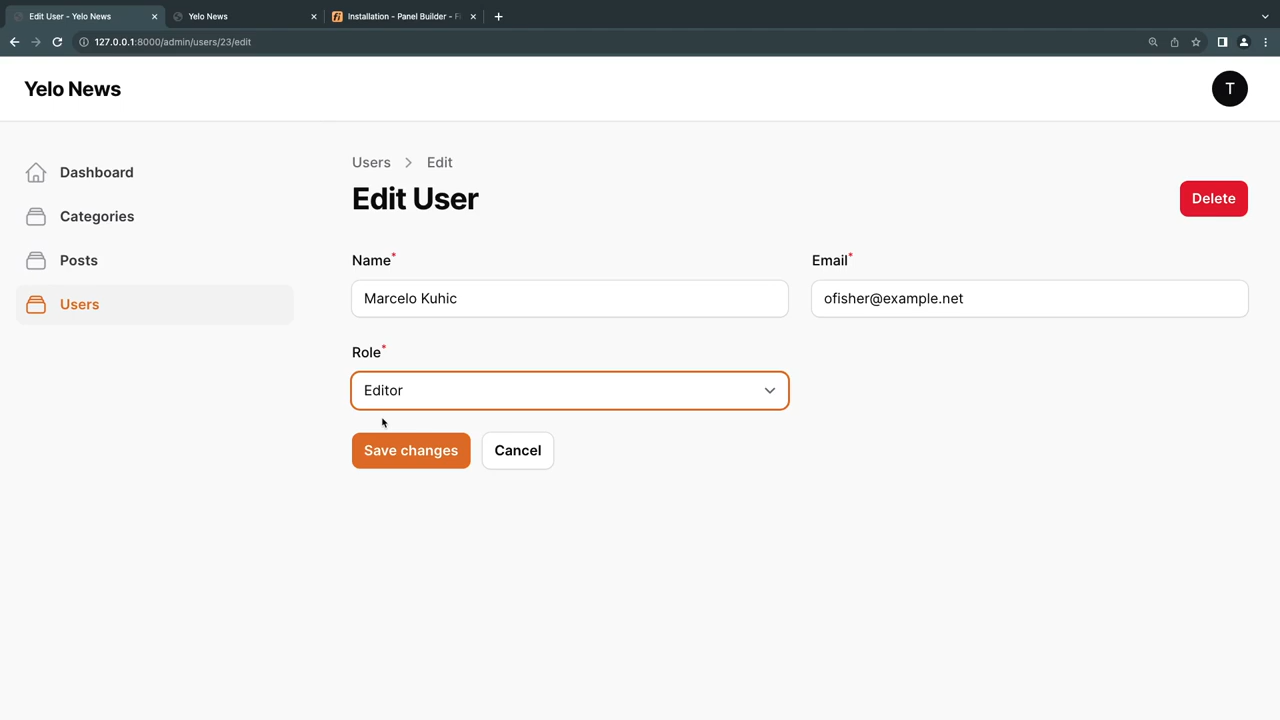 Edit User - Yelo News
Yelo News
Installation - Panel Builder - Fi
127.0.0.1:8000/admin/users/23/edit
Yelo News
T
Dashboard
Categories
Posts
Users
Users > Edit
Edit User
Delete
Name*
Marcelo Kuhic
Email*
ofisher@example.net
Role*
Editor
Save changes
Cancel